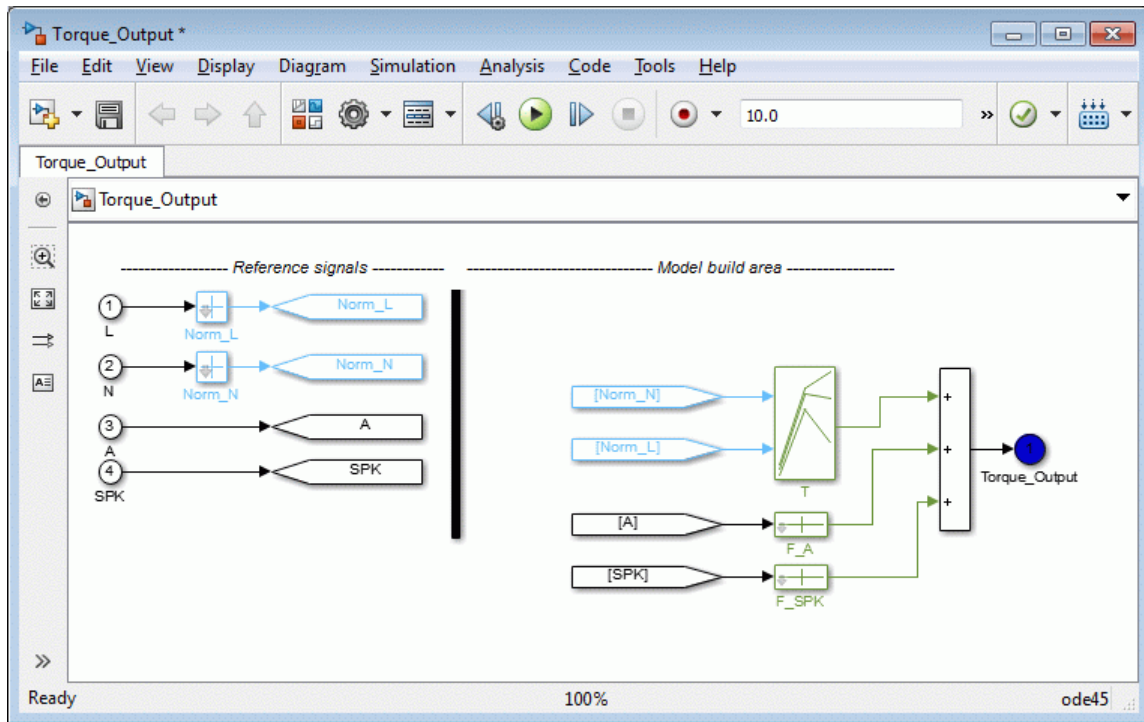 Torque_Output *
File Edit View Display Diagram Simulation Analysis Code Tools Help
10.0 »
Torque_Output
Torque_Output
------------------ Reference signals ------------
------------------------------- Model build area ------------------
1 Norm_L
L Norm_L
2 Norm_N
N Norm_N
3 A
A
4 SPK
SPK
[Norm_N]
[Norm_L]
T
[A]
F_A
[SPK]
F_SPK
+
+
+
1
Torque_Output
»
Ready 100% ode45